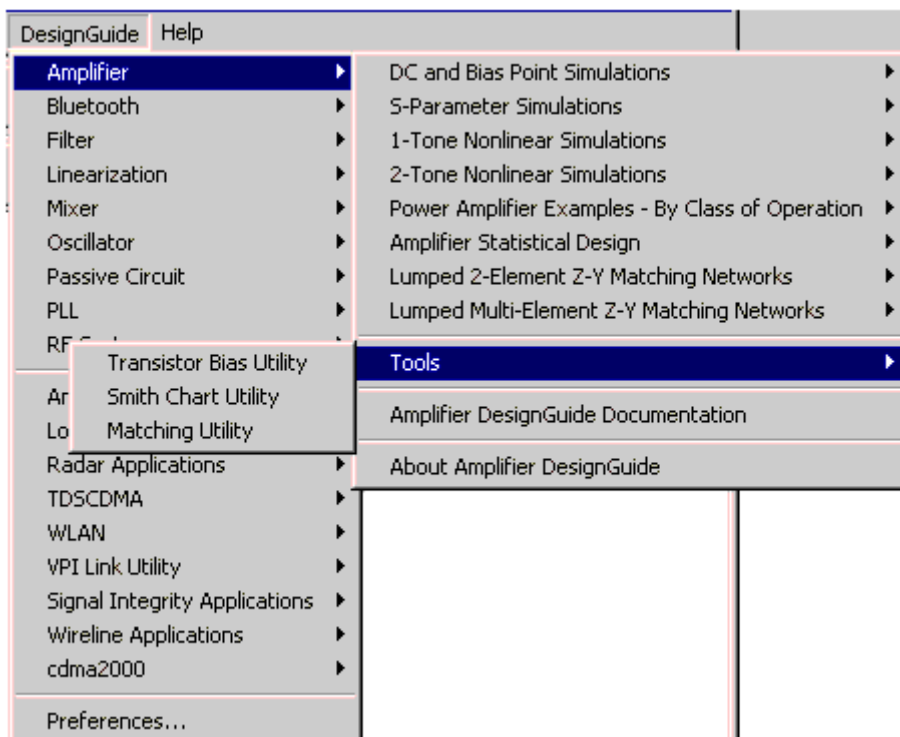 DesignGuide Help
Amplifier
Bluetooth
Filter
Linearization
Mixer
Oscillator
Passive Circuit
PLL
Radar Applications
TDSCDMA
WLAN
VPI Link Utility
Signal Integrity Applications
Wireline Applications
cdma2000
Preferences...
DC and Bias Point Simulations
S-Parameter Simulations
1-Tone Nonlinear Simulations
2-Tone Nonlinear Simulations
Power Amplifier Examples - By Class of Operation
Amplifier Statistical Design
Lumped 2-Element Z-Y Matching Networks
Lumped Multi-Element Z-Y Matching Networks
Tools
Amplifier DesignGuide Documentation
About Amplifier DesignGuide
Transistor Bias Utility
Smith Chart Utility
Matching Utility